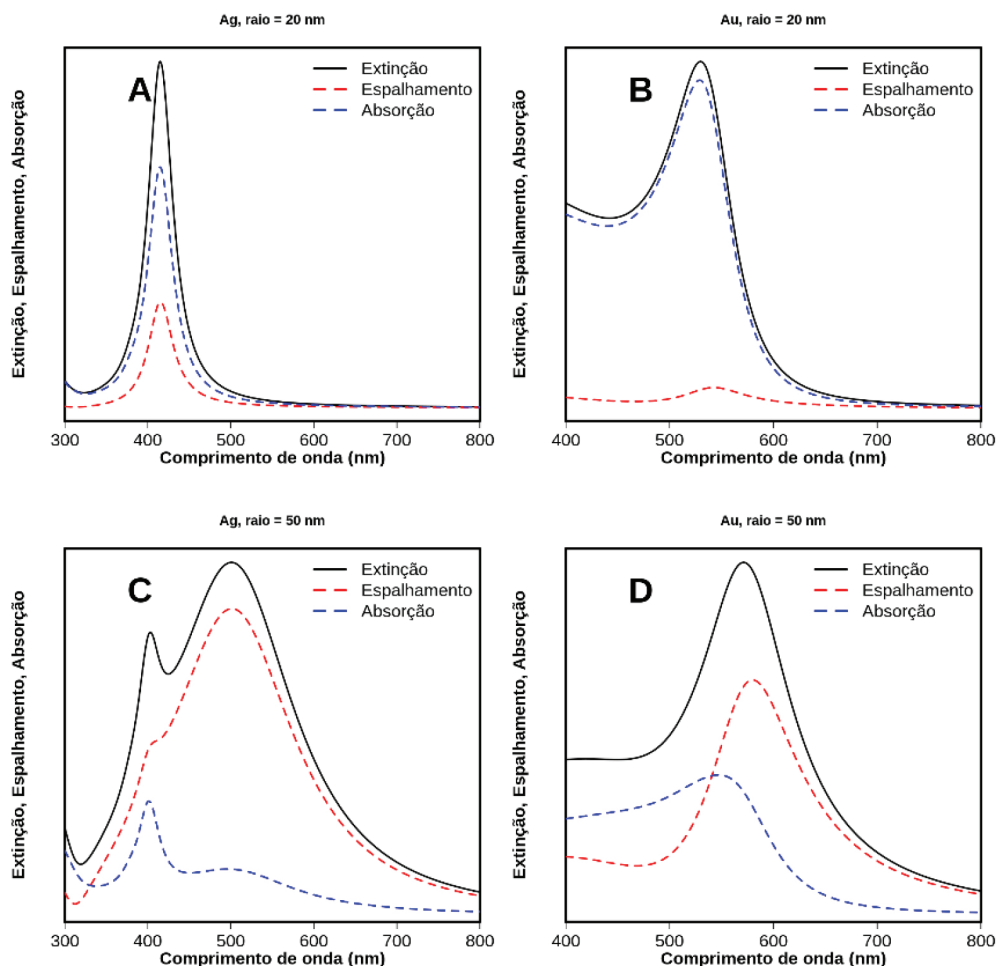 Ag, raio = 20 nm
A
Extinção
Espalhamento
Absorção
Extinção, Espalhamento, Absorção
300 400 500 600 700 800
Comprimento de onda (nm)
Au, raio = 20 nm
B
Extinção
Espalhamento
Absorção
Extinção, Espalhamento, Absorção
400 500 600 700 800
Comprimento de onda (nm)
Ag, raio = 50 nm
C
Extinção
Espalhamento
Absorção
Extinção, Espalhamento, Absorção
300 400 500 600 700 800
Comprimento de onda (nm)
Au, raio = 50 nm
D
Extinção
Espalhamento
Absorção
Extinção, Espalhamento, Absorção
400 500 600 700 800
Comprimento de onda (nm)